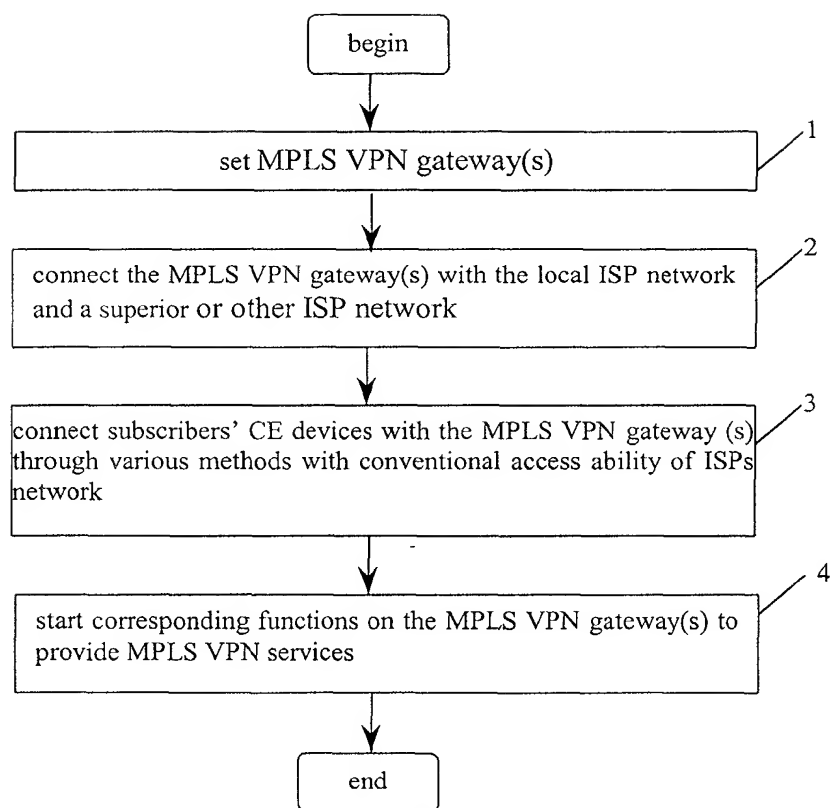 begin
1
set MPLS VPN gateway(s)
2
connect the MPLS VPN gateway(s) with the local ISP network
and a superior or other ISP network
3
connect subscribers' CE devices with the MPLS VPN gateway (s)
through various methods with conventional access ability of ISPs
network
4
start corresponding functions on the MPLS VPN gateway(s) to
provide MPLS VPN services
end